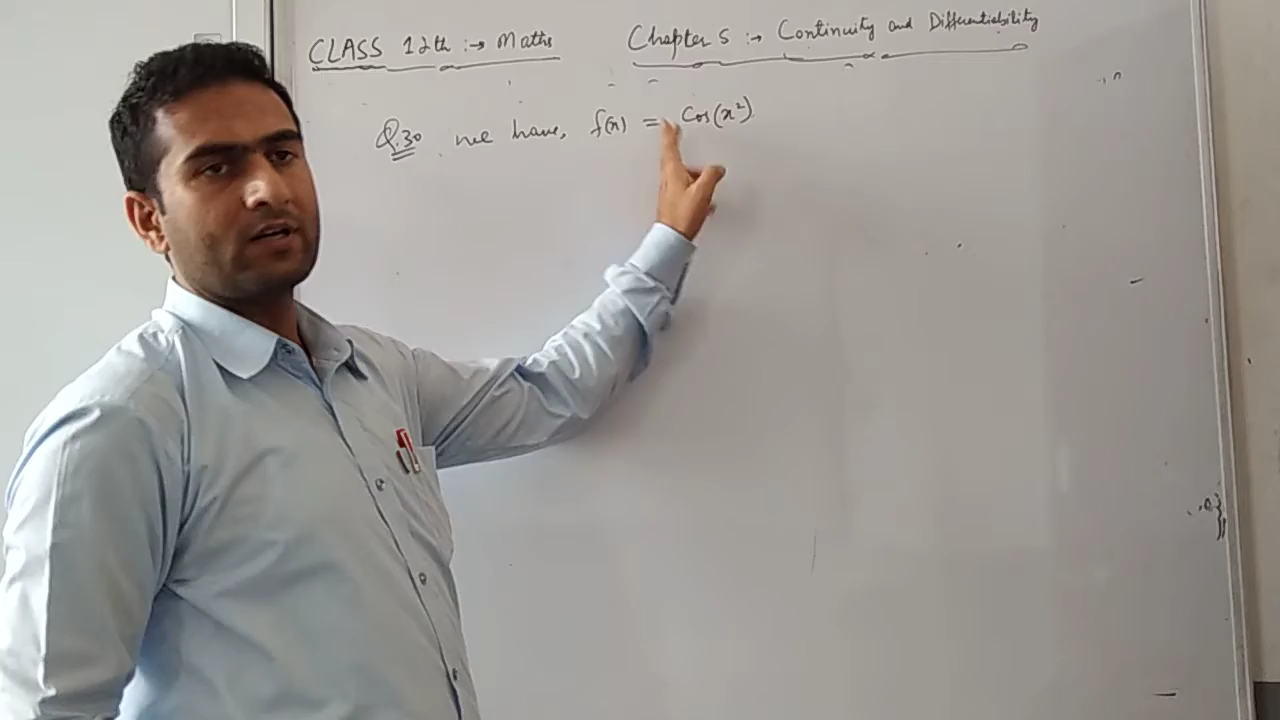 CLASS 12th :→ Maths
Chapter 5 :→ Continuity and Differentiability
Q.30 we have, f(x) = Cos(x²)